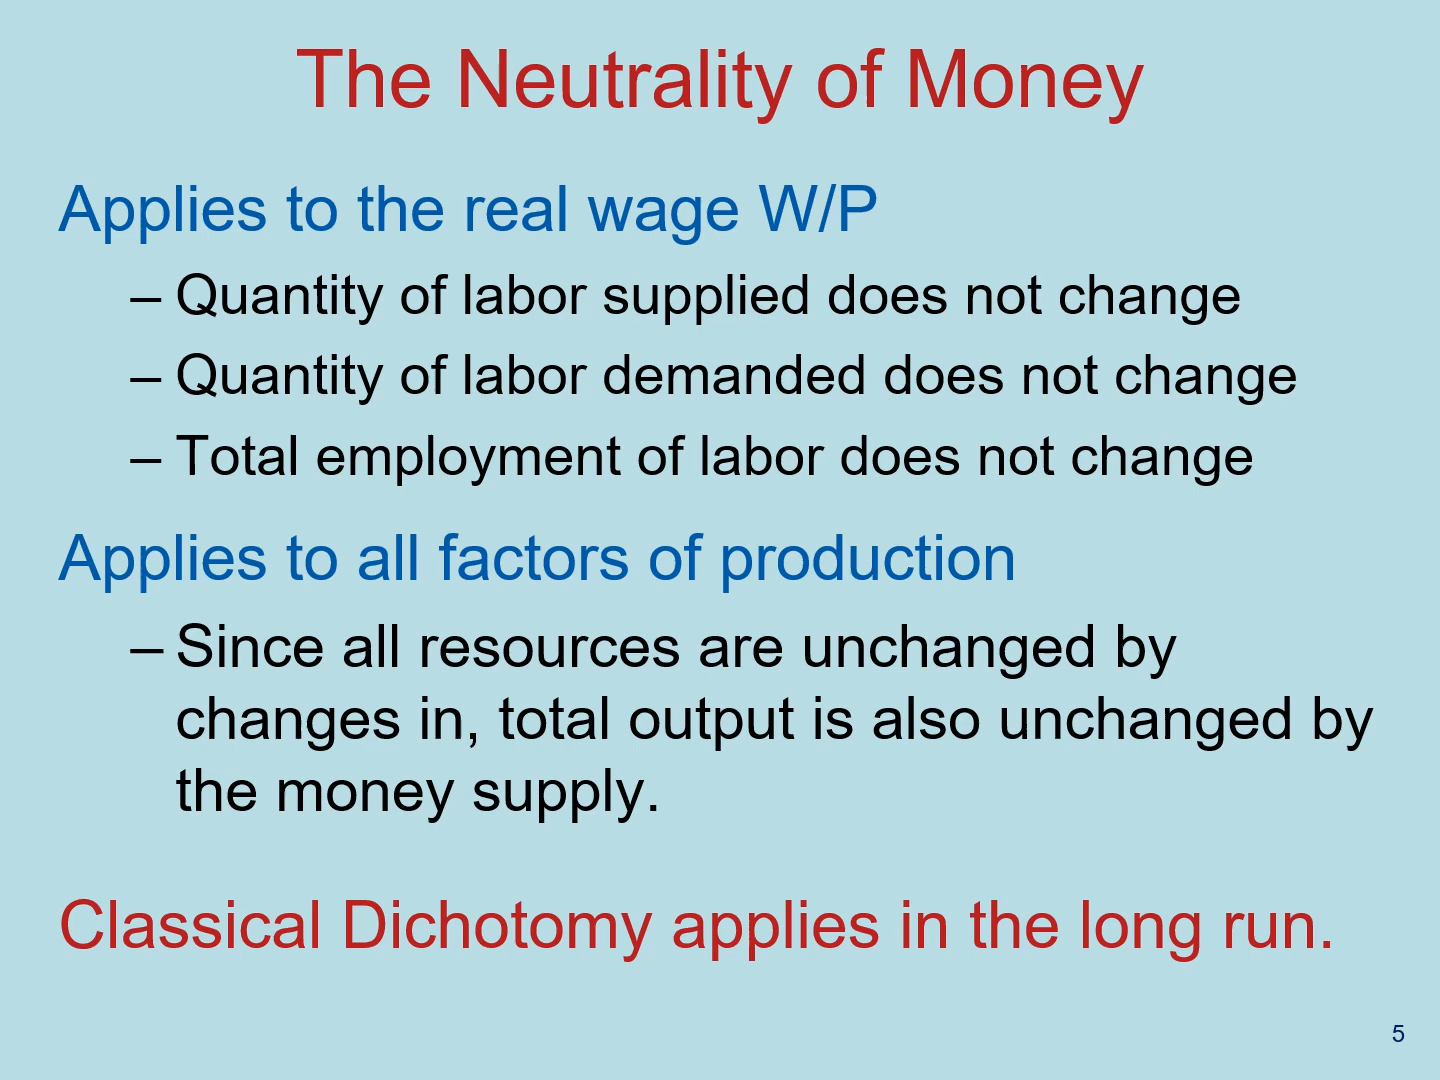 The Neutrality of Money
Applies to the real wage W/P
– Quantity of labor supplied does not change
– Quantity of labor demanded does not change
– Total employment of labor does not change
Applies to all factors of production
– Since all resources are unchanged by
changes in, total output is also unchanged by
the money supply.
Classical Dichotomy applies in the long run.
5